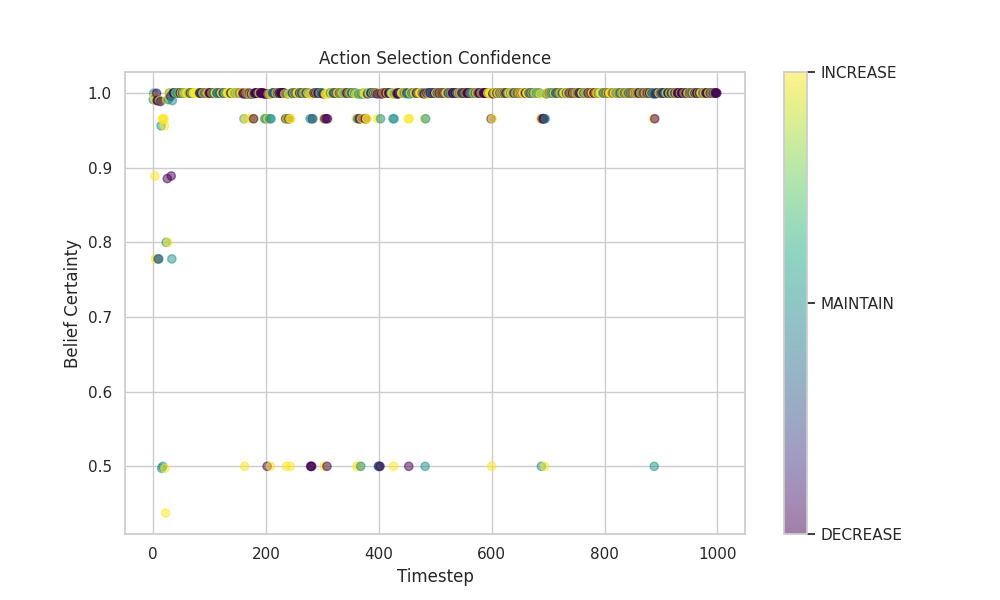 Action Selection Confidence
Belief Certainty
1.0
0.9
0.8
0.7
0.6
0.5
0
200
400
600
800
1000
Timestep
INCREASE
MAINTAIN
DECREASE